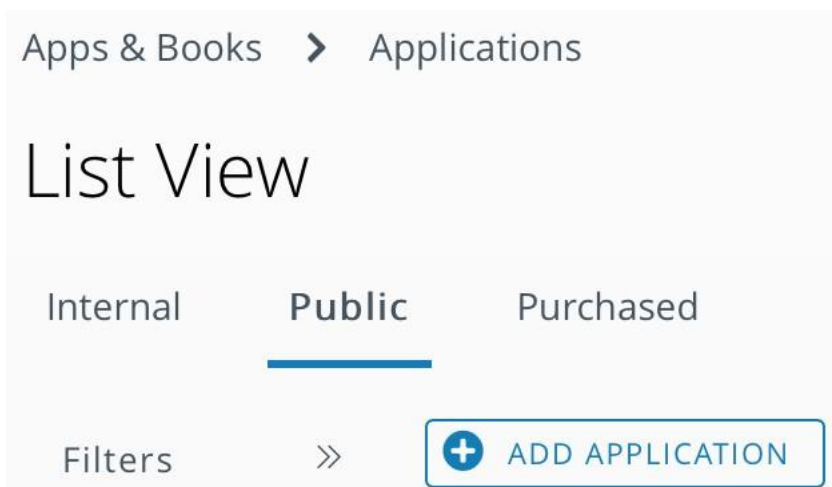 Apps & Books > Applications
List View
Internal Public Purchased
Filters >> ADD APPLICATION